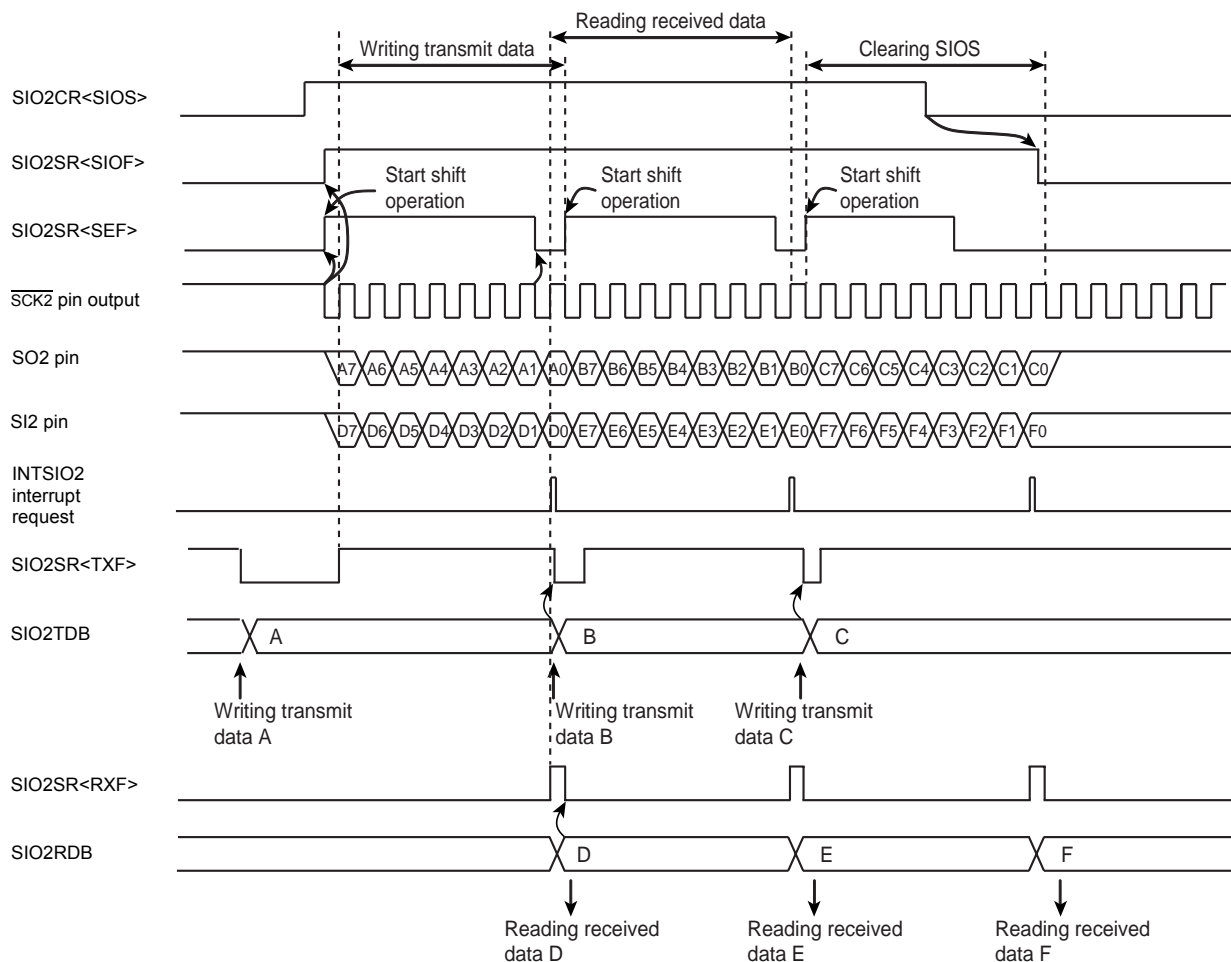 Reading received data
Writing transmit data
Clearing SIOS
SIO2CR<SIOS>
SIO2SR<SIOF>
Start shift
operation
Start shift
operation
Start shift
operation
SIO2SR<SEF>
SCK2 pin output
SO2 pin
A7 A6 A5 A4 A3 A2 A1 A0 B7 B6 B5 B4 B3 B2 B1 B0 C7 C6 C5 C4 C3 C2 C1 C0
SI2 pin
D7 D6 D5 D4 D3 D2 D1 D0 E7 E6 E5 E4 E3 E2 E1 E0 F7 F6 F5 F4 F3 F2 F1 F0
INTSIO2
interrupt
request
SIO2SR<TXF>
SIO2TDB
A B C
Writing transmit
data A
Writing transmit
data B
Writing transmit
data C
SIO2SR<RXF>
SIO2RDB
D E F
Reading received
data D
Reading received
data E
Reading received
data F